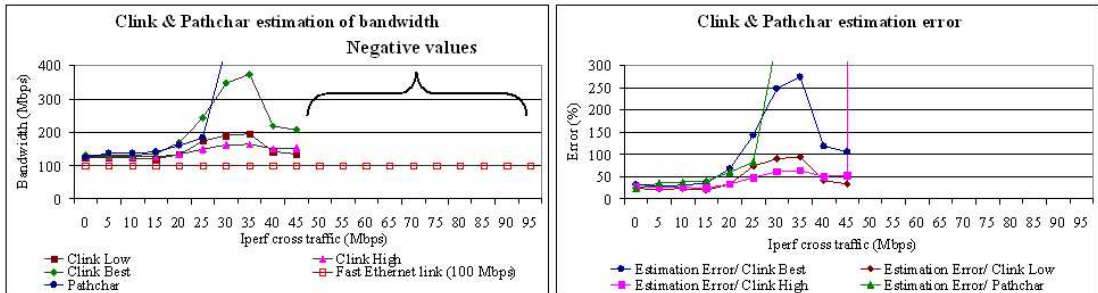 Clink & Pathchar estimation of bandwidth
Negative values
Bandwidth (Mbps)
400
300
200
100
0
0 5 10 15 20 25 30 35 40 45 50 55 60 65 70 75 80 85 90 95
Iperf cross traffic (Mbps)
Clink Low
Clink High
Clink Best
Fast Ethernet link (100 Mbps)
Pathchar
Clink & Pathchar estimation error
Error (%)
300
250
200
150
100
50
0
0 5 10 15 20 25 30 35 40 45 50 55 60 65 70 75 80 85 90 95
Iperf cross traffic (Mbps)
Estimation Error/ Clink Best
Estimation Error/ Clink Low
Estimation Error/ Clink High
Estimation Error/ Pathchar